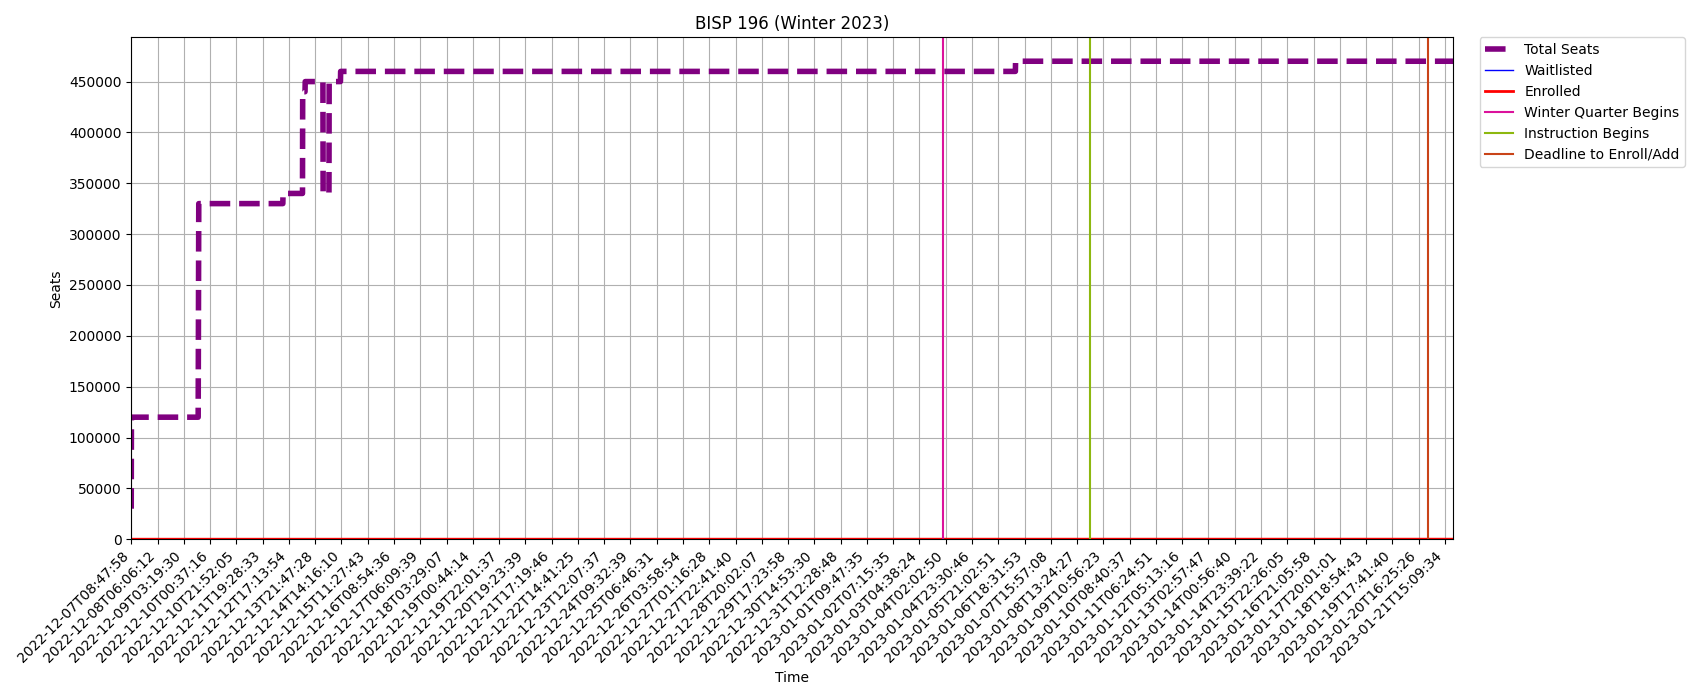 BISP 196 (Winter 2023)
Total Seats
Waitlisted
Enrolled
Winter Quarter Begins
Instruction Begins
Deadline to Enroll/Add
Seats
450000
400000
350000
300000
250000
200000
150000
100000
50000
0
2022-12-07T08:47:58
2022-12-08T06:06:12
2022-12-09T03:19:30
2022-12-10T00:37:16
2022-12-10T21:52:05
2022-12-11T19:28:33
2022-12-12T17:13:54
2022-12-13T21:47:28
2022-12-14T14:16:10
2022-12-15T11:27:43
2022-12-16T08:54:36
2022-12-17T06:09:39
2022-12-18T03:29:07
2022-12-19T00:44:14
2022-12-19T22:01:37
2022-12-20T19:23:39
2022-12-21T17:19:46
2022-12-22T14:41:25
2022-12-23T12:07:37
2022-12-24T09:32:39
2022-12-25T06:46:31
2022-12-26T03:58:54
2022-12-27T01:16:28
2022-12-27T22:41:40
2022-12-28T20:02:07
2022-12-29T17:23:58
2022-12-30T14:53:30
2022-12-31T12:28:48
2023-01-01T09:47:35
2023-01-02T07:15:35
2023-01-03T04:38:24
2023-01-04T02:02:50
2023-01-04T23:30:46
2023-01-05T21:02:51
2023-01-06T18:31:53
2023-01-07T15:57:08
2023-01-08T13:24:27
2023-01-09T10:56:23
2023-01-10T08:40:37
2023-01-11T06:24:51
2023-01-12T05:13:16
2023-01-13T02:57:47
2023-01-14T00:56:40
2023-01-14T23:39:22
2023-01-15T22:26:05
2023-01-16T21:05:58
2023-01-17T20:01:01
2023-01-18T18:54:43
2023-01-19T17:41:40
2023-01-20T16:25:26
2023-01-21T15:09:34
Time